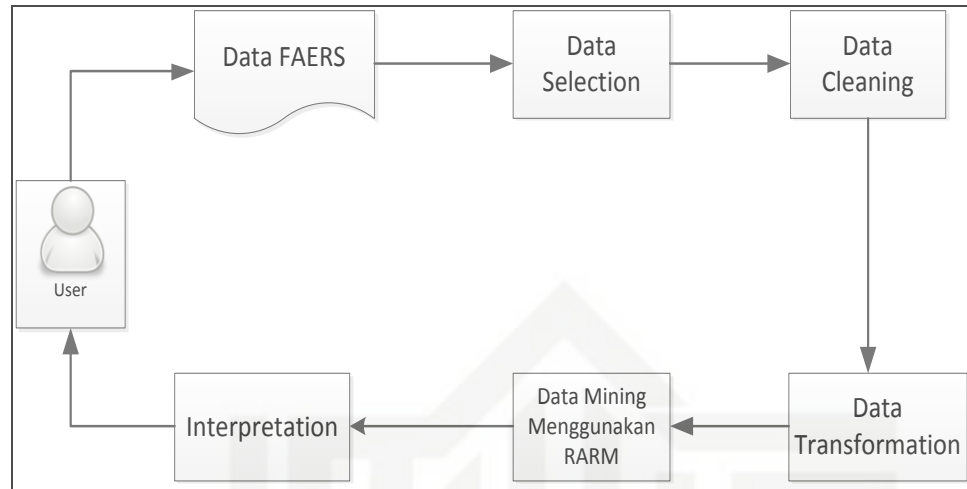 Data FAERS
Data
Selection
Data
Cleaning
User
Interpretation
Data Mining
Menggunakan
RARM
Data
Transformation